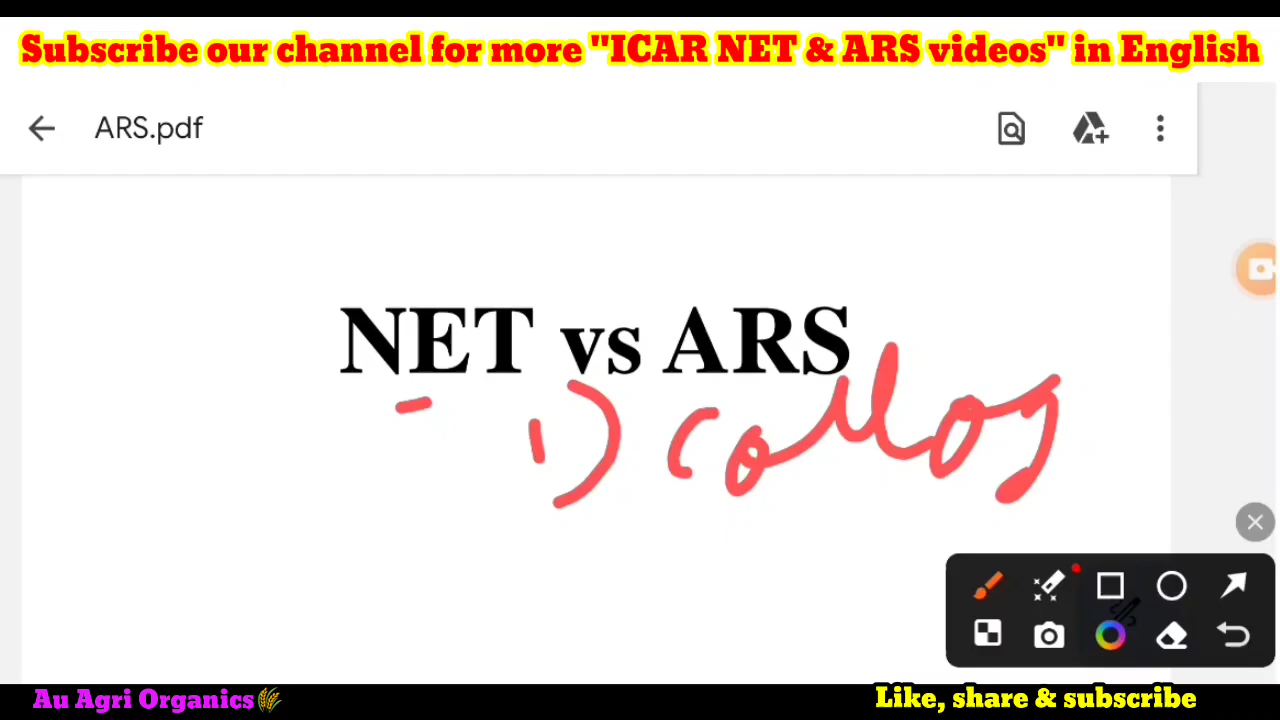 Subscribe our channel for more "ICAR NET & ARS videos" in English
ARS.pdf
NET vs ARS
1)
Au Agri Organics🌾
Like, share & subscribe